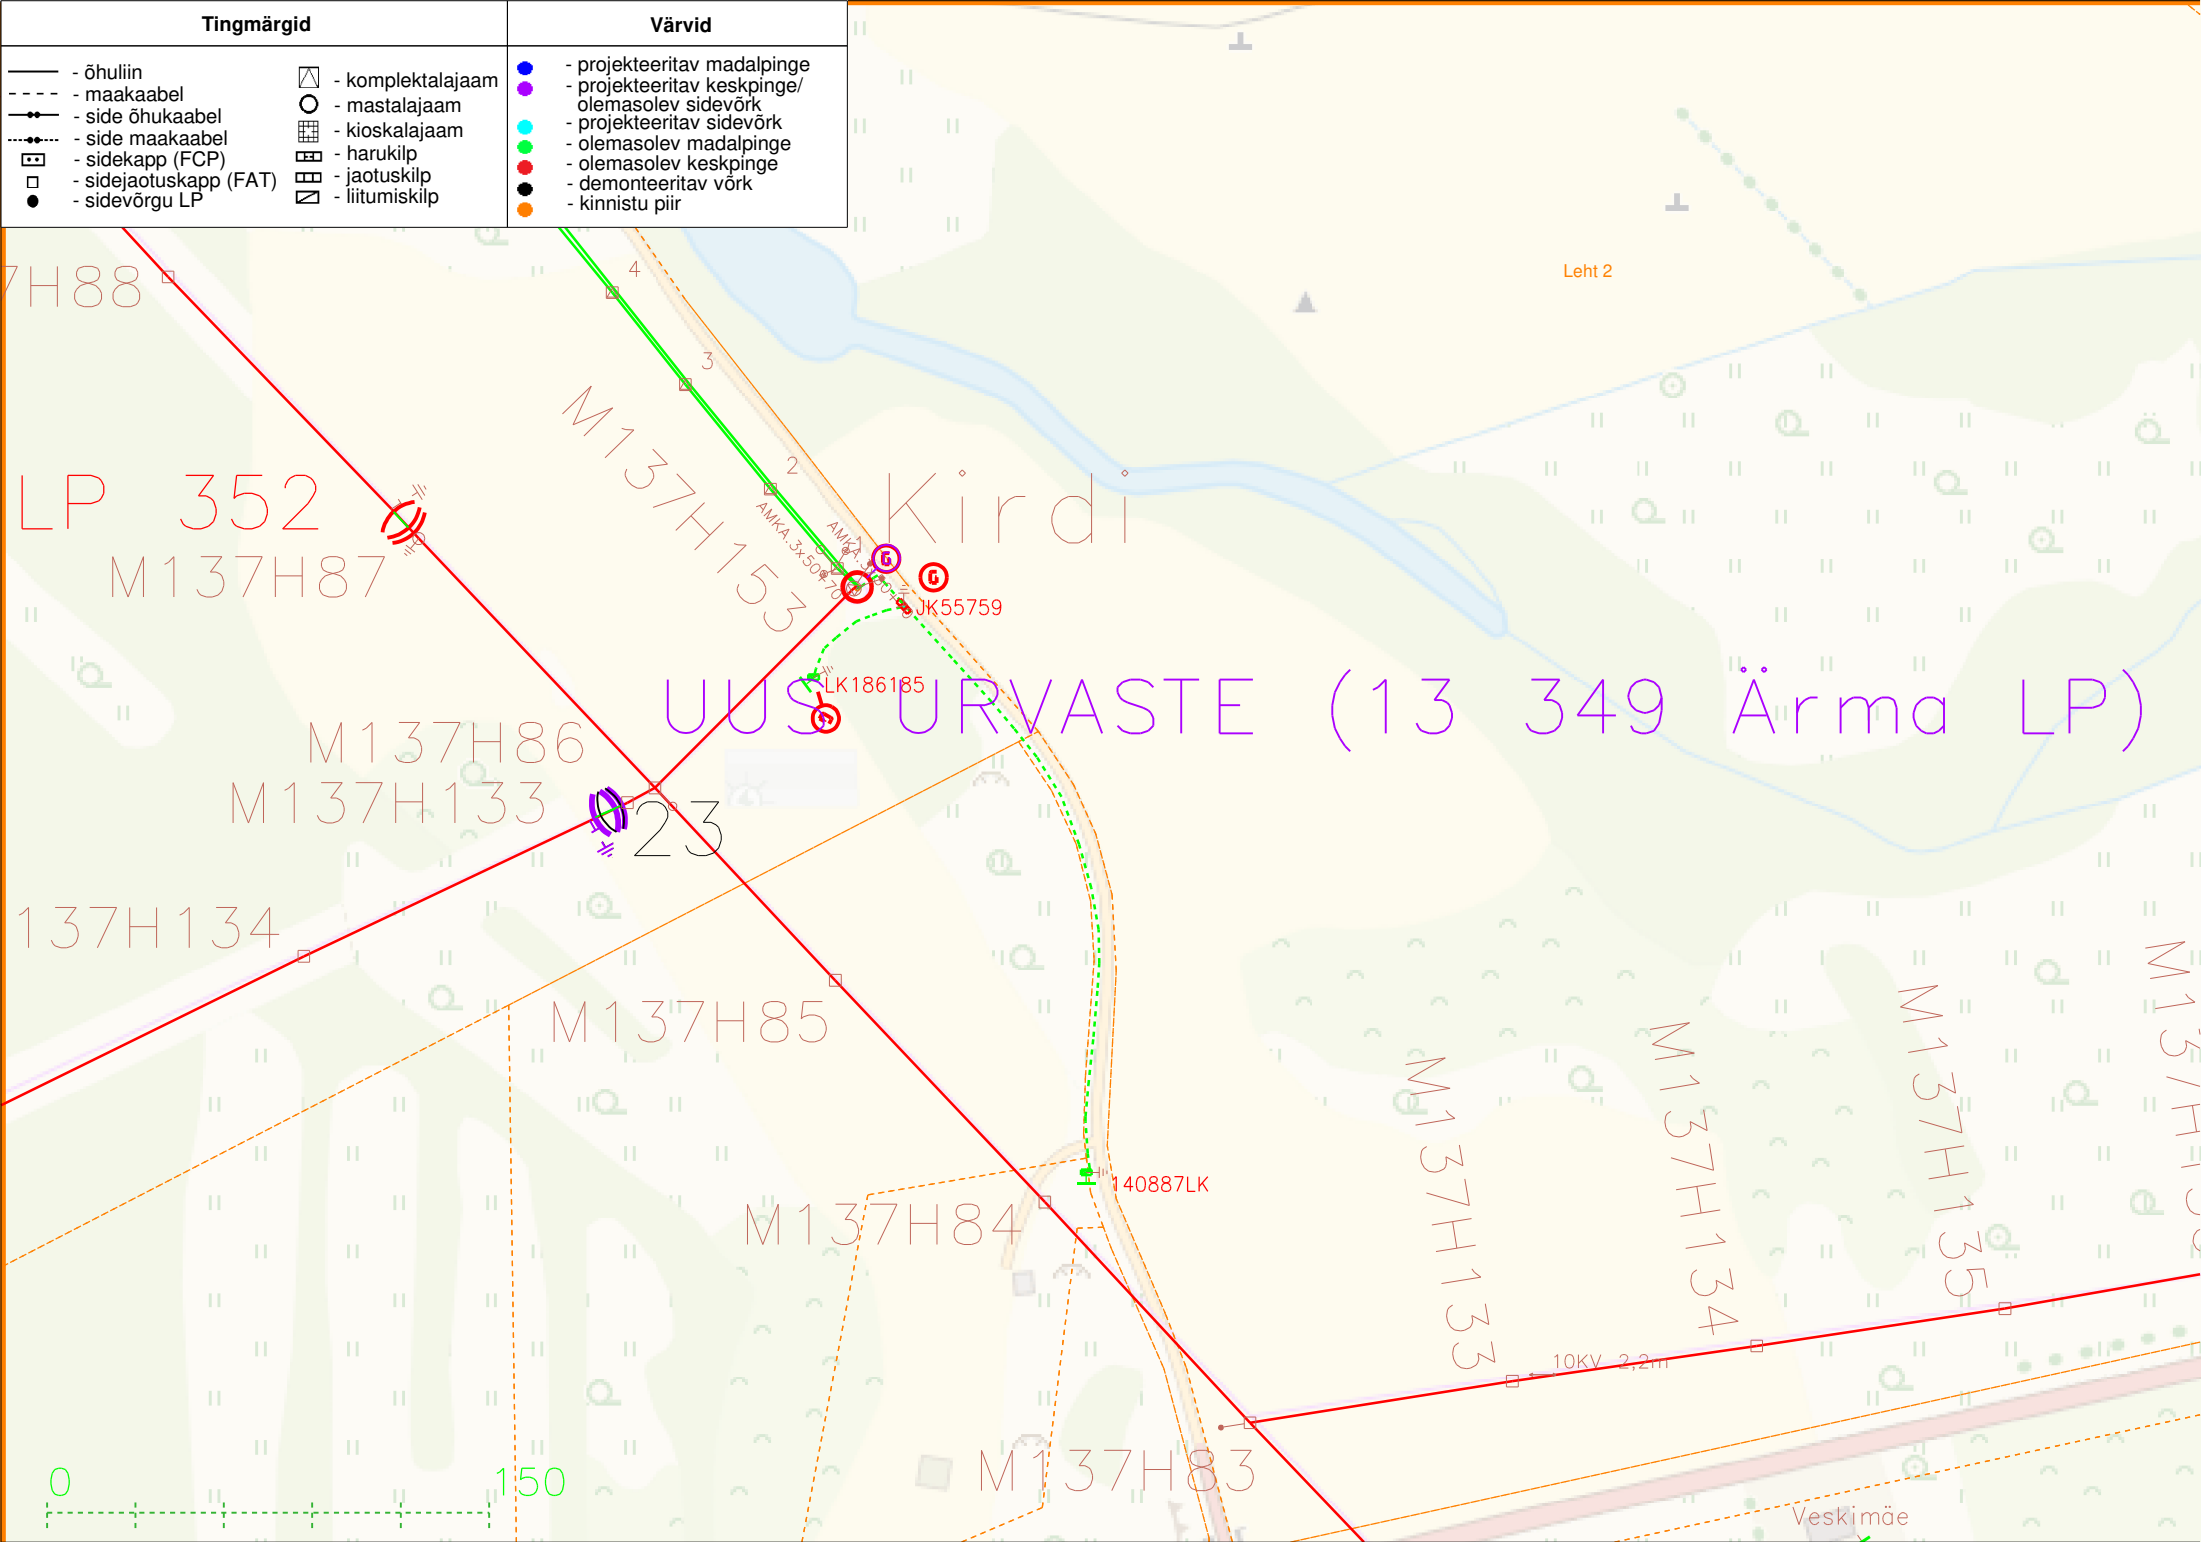 Tingmärgid
Värvid
- õhuliin
- maakaabel
- side õhukaabel
- side maakaabel
- sidekapp (FCP)
- sidejaotuskapp (FAT)
- sidevõrgu LP
- komplektalajaam
- mastalajaam
- kioskalajaam
- harukilp
- jaotuskilp
- liitumiskilp
- projekteeritav madalpinge
- projekteeritav keskpinge/
olemasolev sidevõrk
- projekteeritav sidevõrk
- olemasolev madalpinge
- olemasolev keskpinge
- demonteeritav võrk
- kinnistu piir
Leht 2
7H88
4
3
2
M137H153
Kirdi
LP 352
M137H87
AMKA.3x50+70
JK55759
LK186185
UUS URVASTE (13 349 Ärma LP)
M137H86
M137H133
23
137H134
M137H85
140887LK
M137H84
M137H133
M137H134
M137H135
10KV 2,2m
M137H83
0
150
Veskimäe